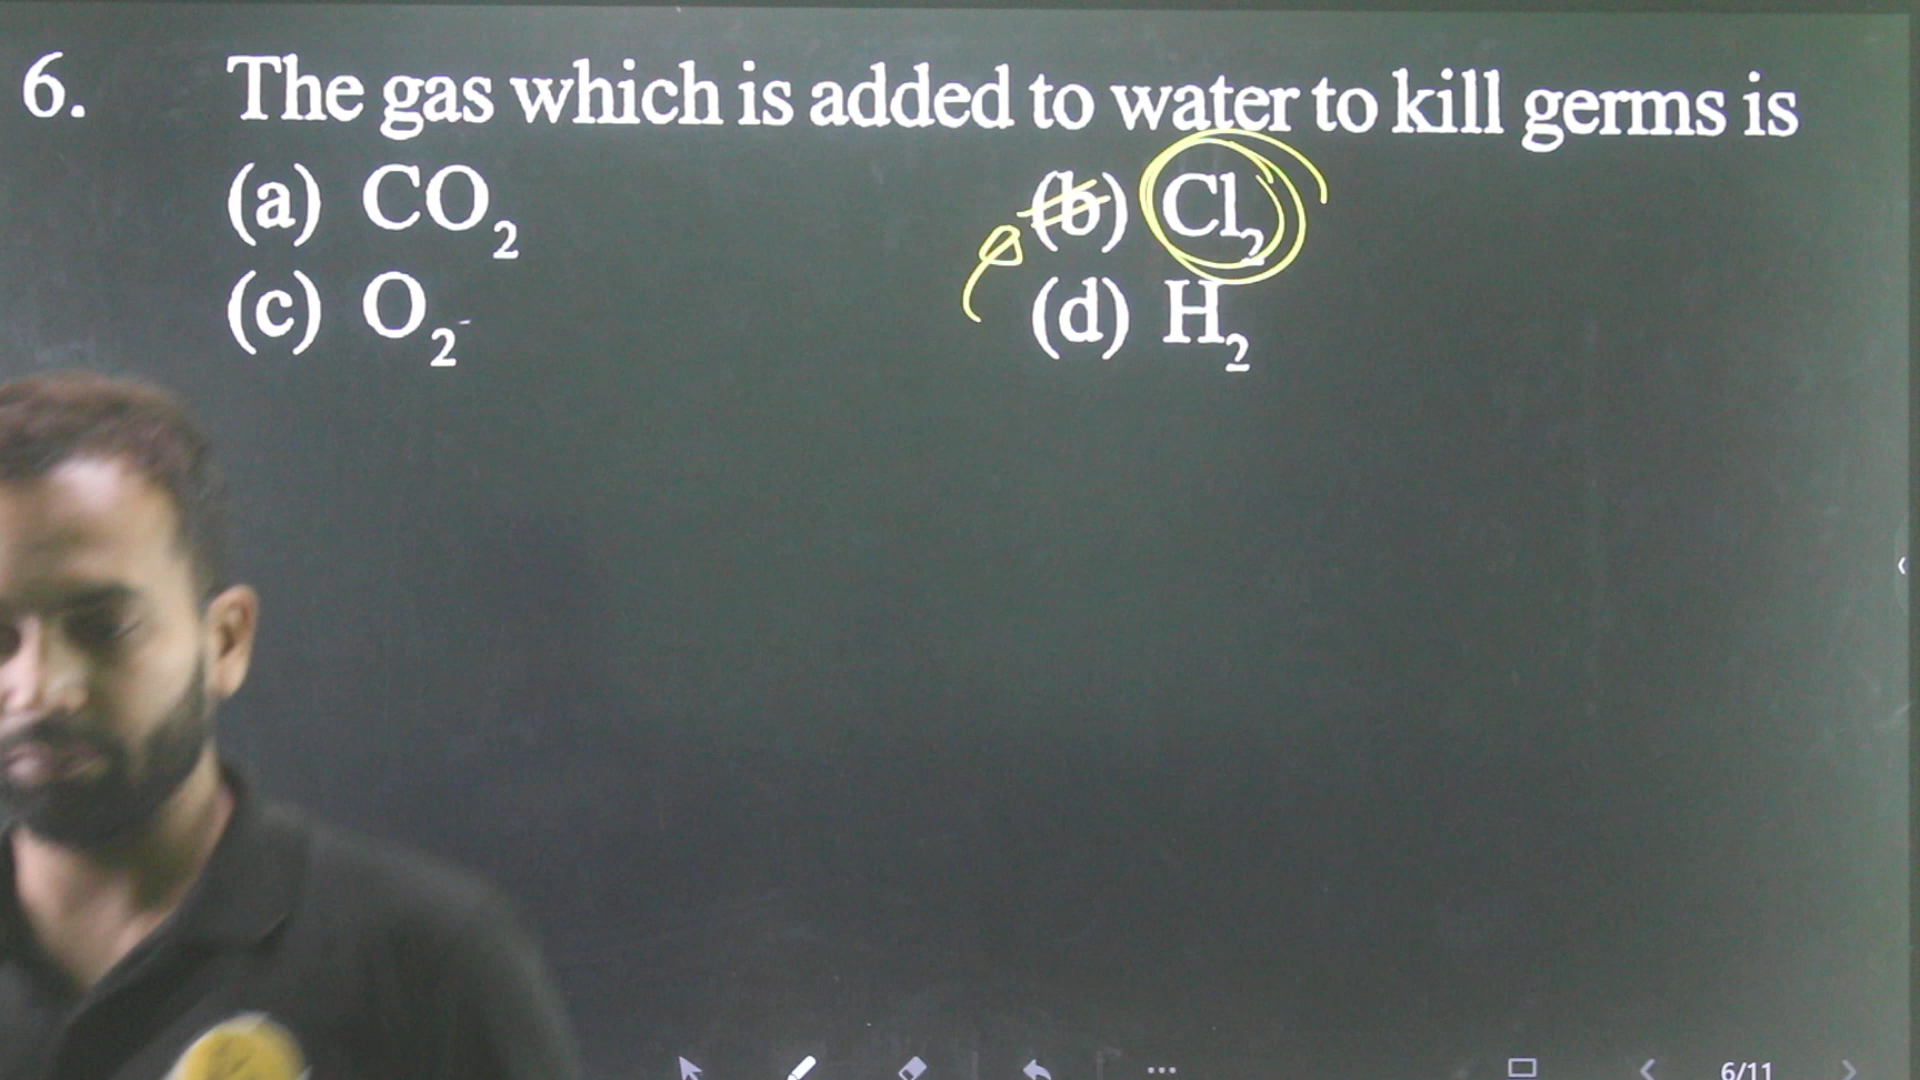 6. The gas which is added to water to kill germs is
(a) CO₂ (b) Cl₂
(c) O₂ (d) H₂
6/11